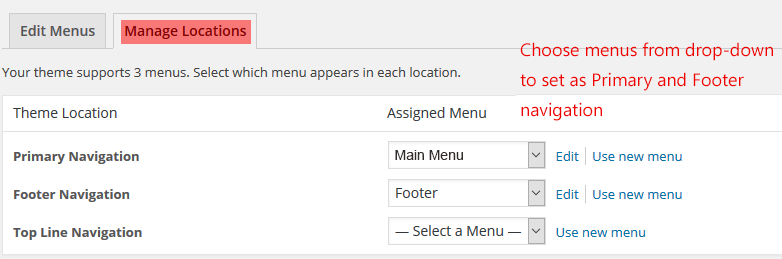 Edit Menus Manage Locations
Choose menus from drop-down
to set as Primary and Footer
navigation
Your theme supports 3 menus. Select which menu appears in each location.
Theme Location Assigned Menu
Primary Navigation Main Menu Edit Use new menu
Footer Navigation Footer Edit Use new menu
Top Line Navigation — Select a Menu — Use new menu